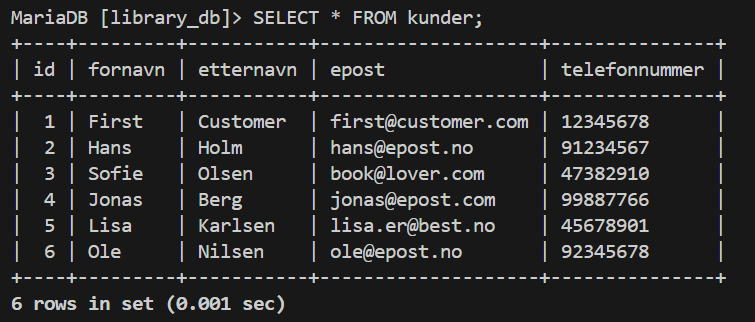 MariaDB [library_db]> SELECT * FROM kunder;
+----+---------+-----------+--------------------+---------------+
| id | fornavn | etternavn | epost              | telefonnummer |
+----+---------+-----------+--------------------+---------------+
|  1 | First   | Customer  | first@customer.com | 12345678      |
|  2 | Hans    | Holm      | hans@epost.no      | 91234567      |
|  3 | Sofie   | Olsen     | book@lover.com     | 47382910      |
|  4 | Jonas   | Berg      | jonas@epost.com    | 99887766      |
|  5 | Lisa    | Karlsen   | lisa.er@best.no    | 45678901      |
|  6 | Ole     | Nilsen    | ole@epost.no       | 92345678      |
+----+---------+-----------+--------------------+---------------+
6 rows in set (0.001 sec)